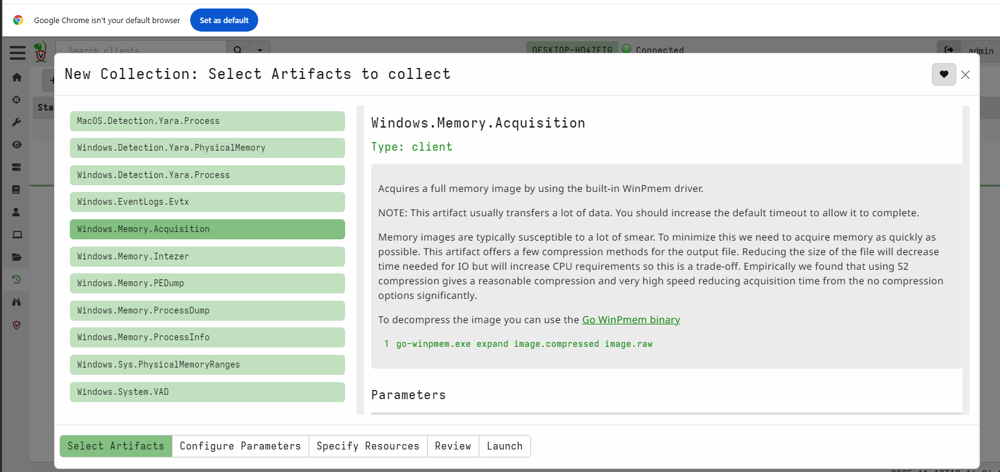 Google Chrome isn't your default browser
Set as default
Search clients
DESKTOP-HD47FTG
Connected
admin
New Collection: Select Artifacts to collect
Sta
MacOS.Detection.Yara.Process
Windows.Detection.Yara.PhysicalMemory
Windows.Detection.Yara.Process
Windows.EventLogs.Evtx
Windows.Memory.Acquisition
Windows.Memory.Intezer
Windows.Memory.PEDump
Windows.Memory.ProcessDump
Windows.Memory.ProcessInfo
Windows.Sys.PhysicalMemoryRanges
Windows.System.VAD
Windows.Memory.Acquisition
Type: client
Acquires a full memory image by using the built-in WinPmem driver.
NOTE: This artifact usually transfers a lot of data. You should increase the default timeout to allow it to complete.
Memory images are typically susceptible to a lot of smear. To minimize this we need to acquire memory as quickly as
possible. This artifact offers a few compression methods for the output file. Reducing the size of the file will decrease
time needed for IO but will increase CPU requirements so this is a trade-off. Empirically we found that using S2
compression gives a reasonable compression and very high speed reducing acquisition time from the no compression
options significantly.
To decompress the image you can use the Go WinPmem binary
1 go-winpmem.exe expand image.compressed image.raw
Parameters
Select Artifacts
Configure Parameters
Specify Resources
Review
Launch